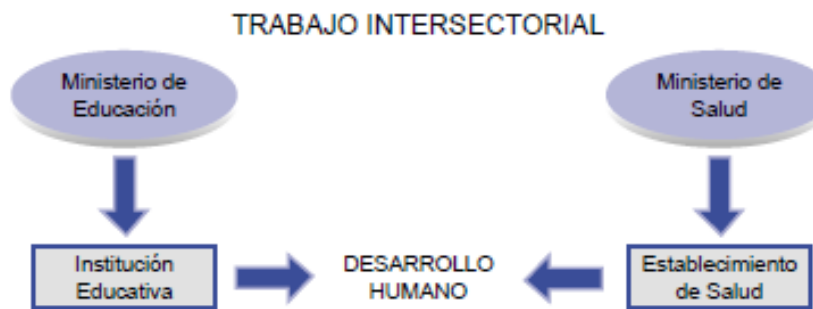 TRABAJO INTERSECTORIAL
Ministerio de
Educación
Ministerio de
Salud
Institución
Educativa
DESARROLLO
HUMANO
Establecimiento
de Salud